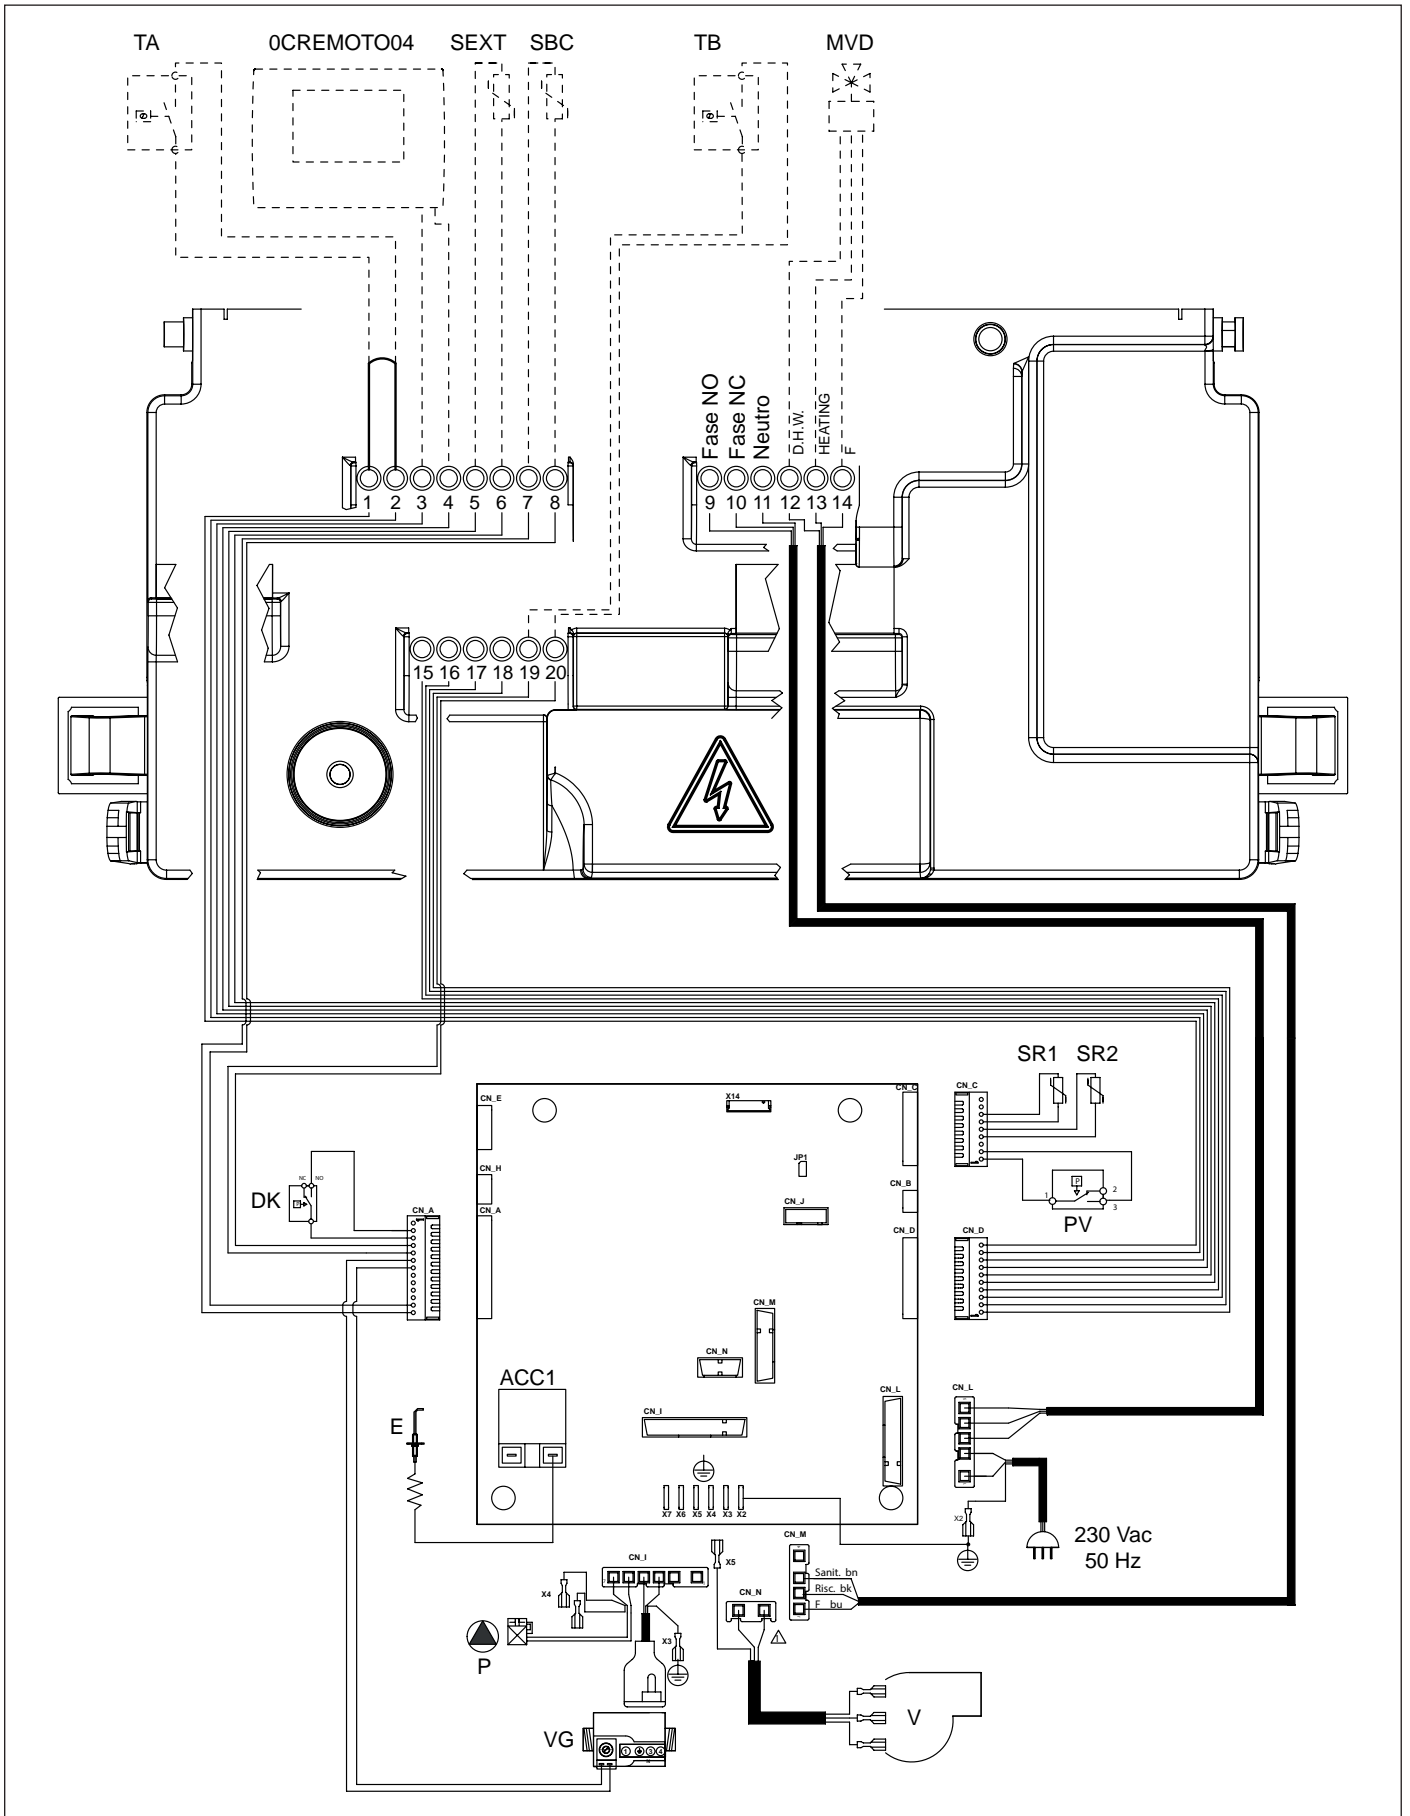 TA 0CREMOTO04 SEXT SBC TB MVD
Fase NO
Fase NC
Neutro
D.H.W.
HEATING
F
1 2 3 4 5 6 7 8
9 10 11 12 13 14
15 16 17 18 19 20
SR1 SR2
CN_E
X14
CN_C
CN_C
JP1
CN_H
NC NO
DK
CN_A
CN_A
CN_B
CN_J
CN_D
CN_D
P
1
2
3
PV
CN_M
CN_N
ACC1
CN_L
CN_L
CN_I
E
X7 X6 X5 X4 X3 X2
X2
230 Vac
50 Hz
CN_M
CN_I
X5
Sanit. bn
Risc. bk
F bu
X4
CN_N
X3
P
V
VG
1 3 4